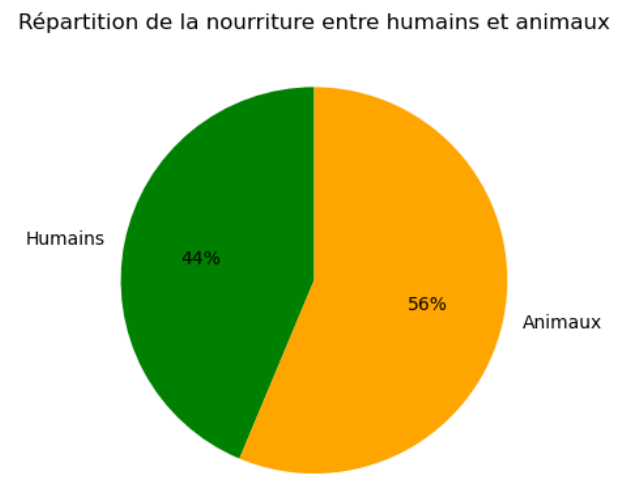 Répartition de la nourriture entre humains et animaux
Humains
44%
56%
Animaux